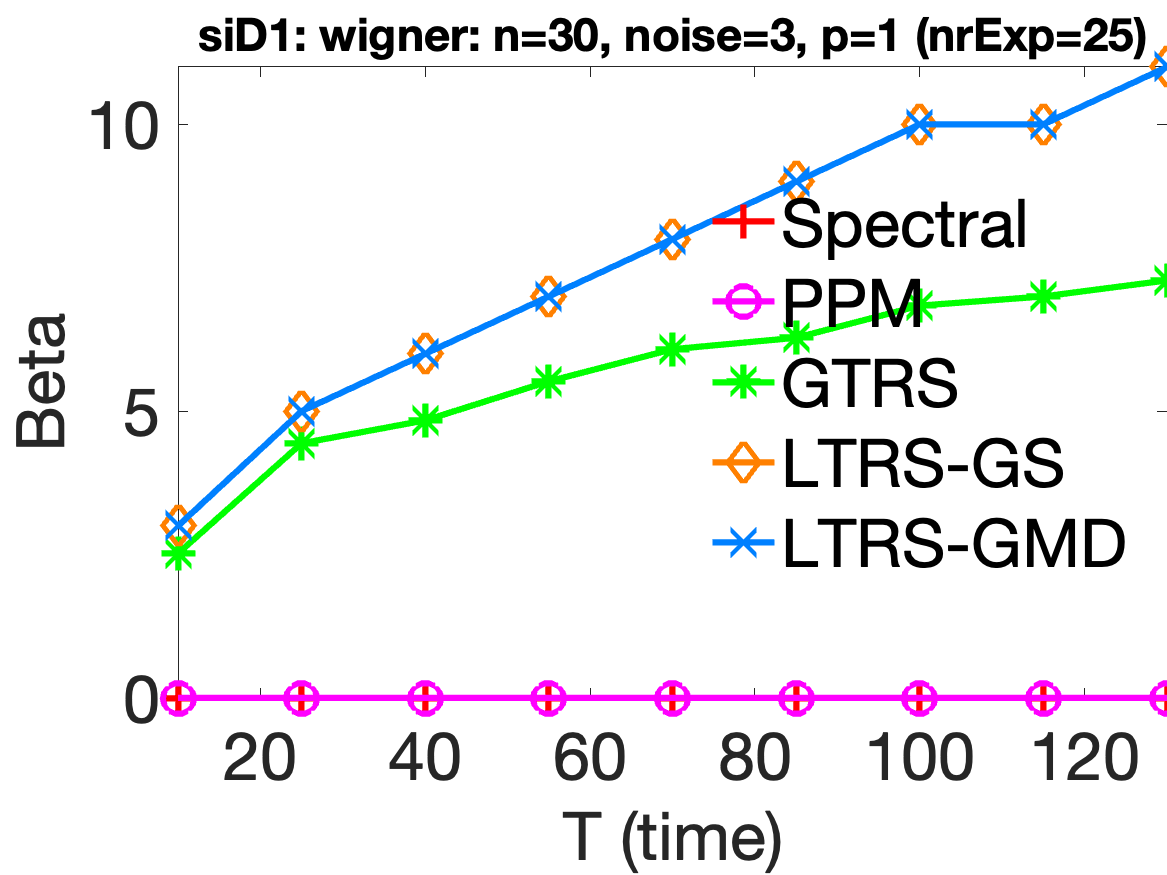 siD1: wigner: n=30, noise=3, p=1 (nrExp=25)
10
5
0
Beta
Spectral
PPM
GTRS
LTRS-GS
LTRS-GMD
20 40 60 80 100 120
T (time)